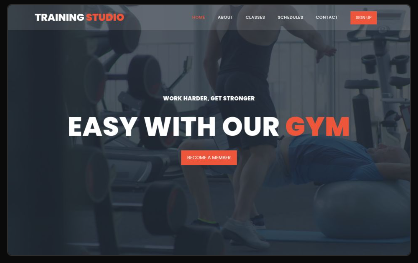 TRAINING STUDIO
HOME ABOUT CLASSES SCHEDULES CONTACT SIGN UP
WORK HARDER, GET STRONGER
EASY WITH OUR GYM
BECOME A MEMBER